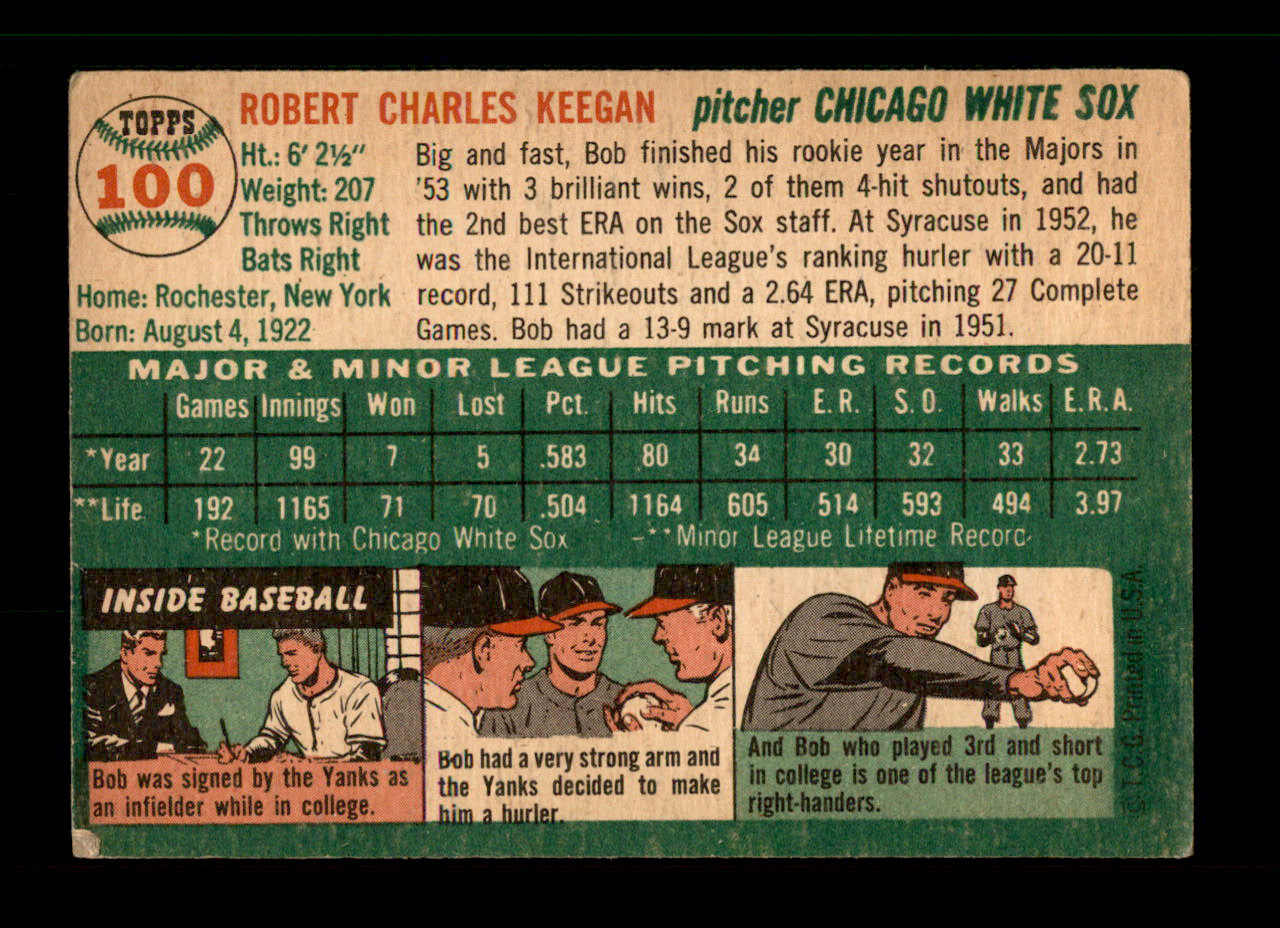 TOPPS
100
ROBERT CHARLES KEEGAN pitcher CHICAGO WHITE SOX
Ht.: 6' 2½"
Weight: 207
Throws Right
Bats Right
Home: Rochester, New York
Born: August 4, 1922
Big and fast, Bob finished his rookie year in the Majors in
'53 with 3 brilliant wins, 2 of them 4-hit shutouts, and had
the 2nd best ERA on the Sox staff. At Syracuse in 1952, he
was the International League's ranking hurler with a 20-11
record, 111 Strikeouts and a 2.64 ERA, pitching 27 Complete
Games. Bob had a 13-9 mark at Syracuse in 1951.
MAJOR & MINOR LEAGUE PITCHING RECORDS
Games Innings Won Lost Pct. Hits Runs E.R. S.O. Walks E.R.A.
*Year 22 99 7 5 .583 80 34 30 32 33 2.73
**Life 192 1165 71 70 .504 1164 605 514 593 494 3.97
*Record with Chicago White Sox -**Minor League Lifetime Record
INSIDE BASEBALL
Bob was signed by the Yanks as
an infielder while in college.
Bob had a very strong arm and
the Yanks decided to make
him a hurler.
And Bob who played 3rd and short
in college is one of the league's top
right-handers.
©T.C.G. Printed in U.S.A.